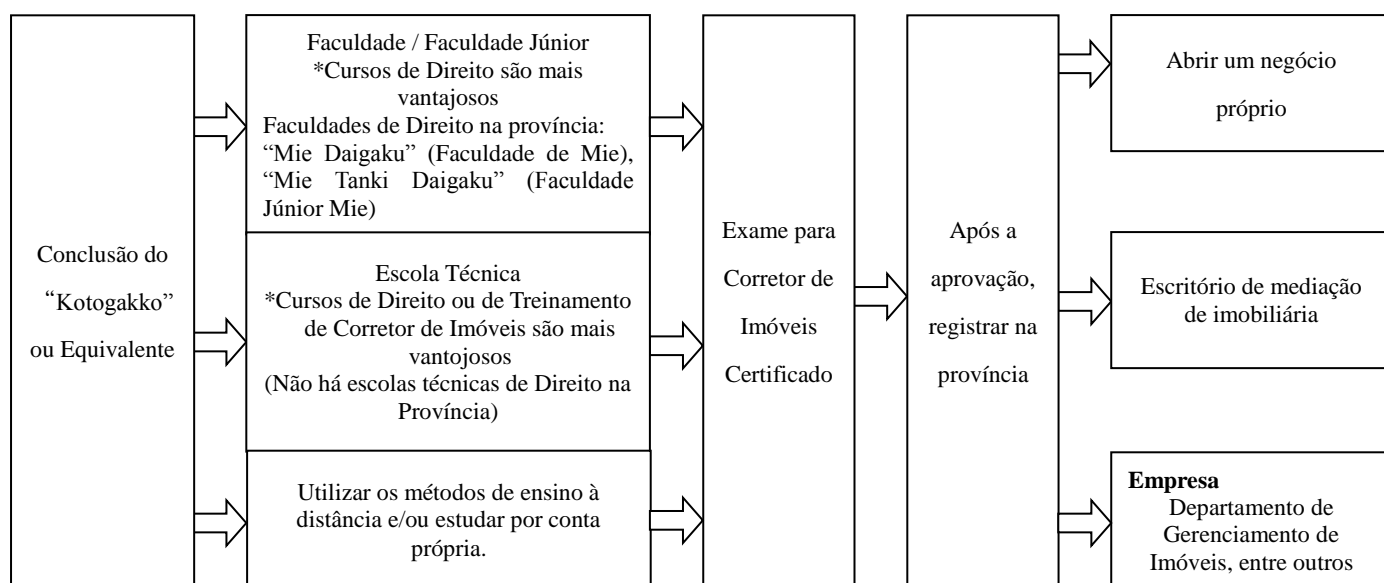 Conclusão do
“Kotogakko”
ou Equivalente
Faculdade / Faculdade Júnior
*Cursos de Direito são mais
vantajosos
Faculdades de Direito na província:
“Mie Daigaku” (Faculdade de Mie),
“Mie Tanki Daigaku” (Faculdade
Júnior Mie)
Escola Técnica
*Cursos de Direito ou de Treinamento
de Corretor de Imóveis são mais
vantojosos
(Não há escolas técnicas de Direito na
Província)
Utilizar os métodos de ensino à
distância e/ou estudar por conta
própria.
Exame para
Corretor de
Imóveis
Certificado
Após a
aprovação,
registrar na
província
Abrir um negócio
próprio
Escritório de mediação
de imobiliária
Empresa
Departamento de
Gerenciamento de
Imóveis, entre outros